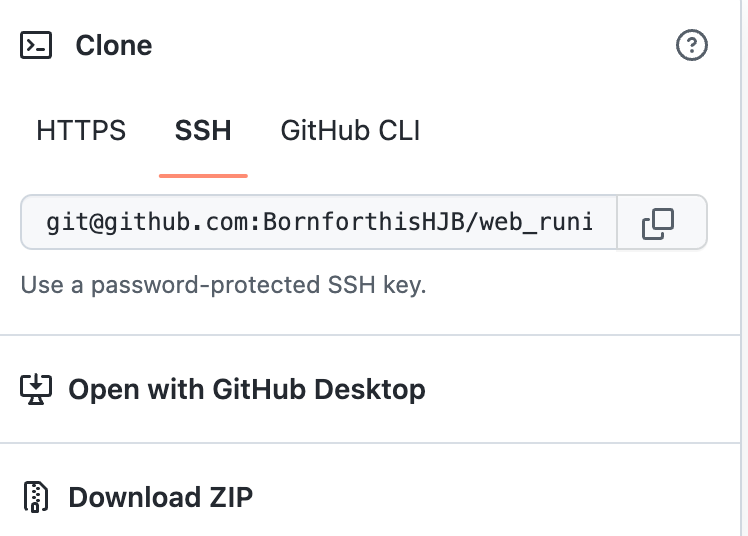 Clone
HTTPS SSH GitHub CLI
git@github.com:BornforthisHJB/web_runi
Use a password-protected SSH key.
Open with GitHub Desktop
Download ZIP